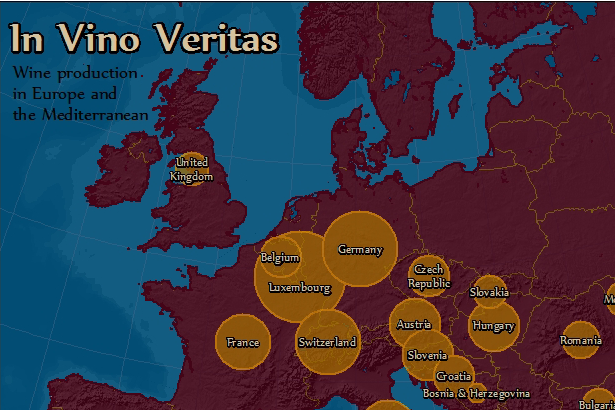 In Vino Veritas
Wine production
in Europe and
the Mediterranean
United
Kingdom
Belgium
Germany
Luxembourg
Czech
Republic
Slovakia
France
Switzerland
Austria
Hungary
Romania
Slovenia
Croatia
Bosnia & Herzegovina